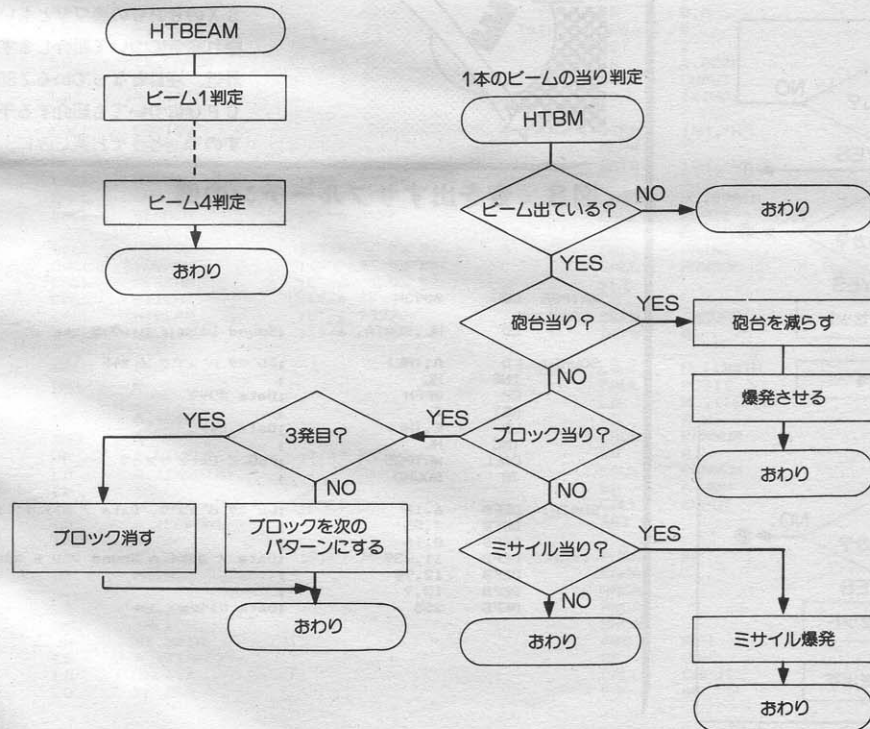 HTBEAM
ビーム1判定
ビーム4判定
おわり
1本のビームの当り判定
HTBM
ビーム出ている?
NO
おわり
YES
砲台当り?
YES
砲台を減らす
爆発させる
おわり
NO
ブロック当り?
YES
3発目?
YES
ブロック消す
NO
ブロックを次の
パターンにする
おわり
NO
ミサイル当り?
YES
ミサイル爆発
おわり
NO
おわり